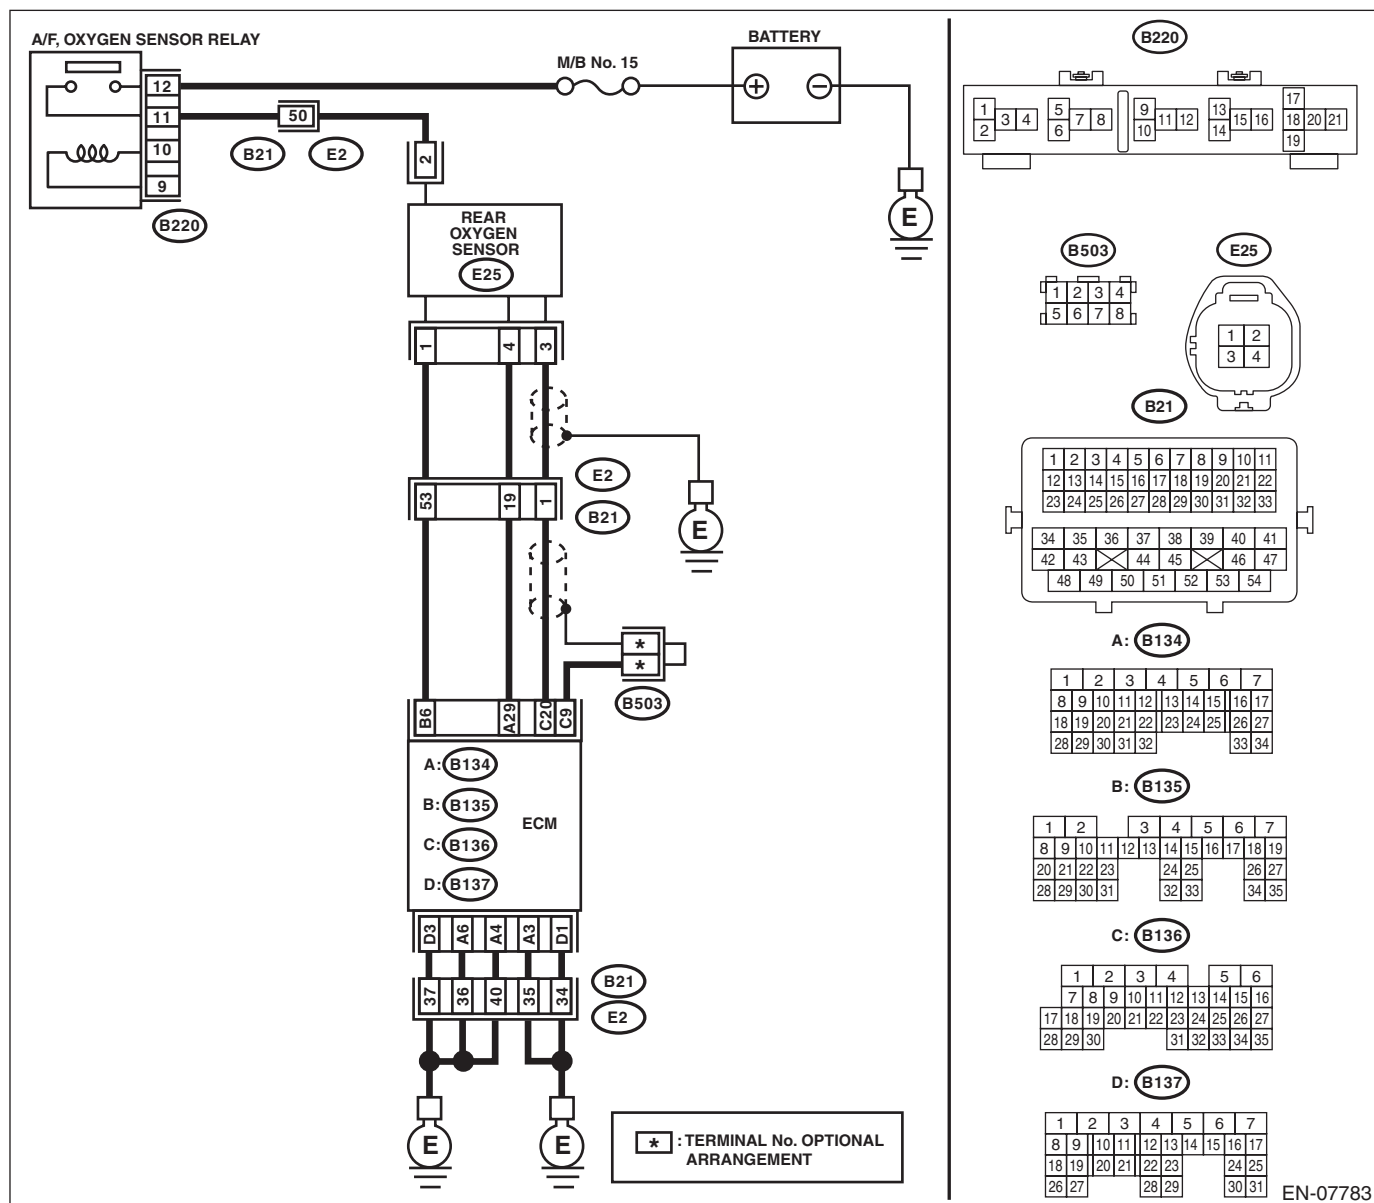 A/F, OXYGEN SENSOR RELAY
BATTERY
M/B No. 15
12
11
10
9
50
B21
E2
B220
2
E
REAR
OXYGEN
SENSOR
E25
1
4
3
E2
B21
53
19
1
E
*
*
B503
B6
A29
C20
C9
A: B134
B: B135
C: B136
D: B137
ECM
D3
A6
A4
A3
D1
37
36
40
35
34
B21
E2
E
E
* : TERMINAL No. OPTIONAL
ARRANGEMENT
B220
1 5 9 13 17
3 4 7 8 11 12 15 16 18 20 21
2 6 10 14 19
B503
1 2 3 4
5 6 7 8
E25
1 2
3 4
B21
1 2 3 4 5 6 7 8 9 10 11
12 13 14 15 16 17 18 19 20 21 22
23 24 25 26 27 28 29 30 31 32 33
34 35 36 37 38 39 40 41
42 43 44 45 46 47
48 49 50 51 52 53 54
A: B134
1 2 3 4 5 6 7
8 9 10 11 12 13 14 15 16 17
18 19 20 21 22 23 24 25 26 27
28 29 30 31 32 33 34
B: B135
1 2 3 4 5 6 7
8 9 10 11 12 13 14 15 16 17 18 19
20 21 22 23 24 25 26 27
28 29 30 31 32 33 34 35
C: B136
1 2 3 4 5 6
7 8 9 10 11 12 13 14 15 16
17 18 19 20 21 22 23 24 25 26 27
28 29 30 31 32 33 34 35
D: B137
1 2 3 4 5 6 7
8 9 10 11 12 13 14 15 16 17
18 19 20 21 22 23 24 25
26 27 28 29 30 31
EN-07783